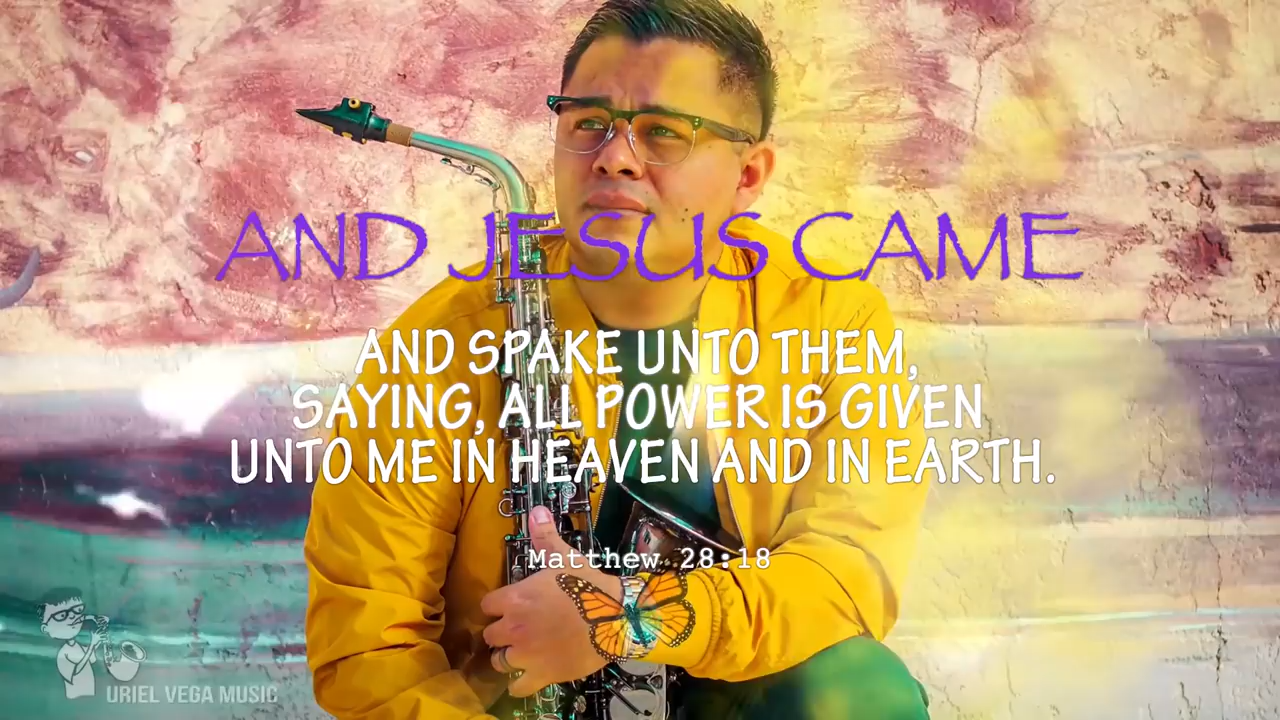 AND JESUS CAME
AND SPAKE UNTO THEM,
SAYING, ALL POWER IS GIVEN
UNTO ME IN HEAVEN AND IN EARTH.
Matthew 28:18
URIEL VEGA MUSIC